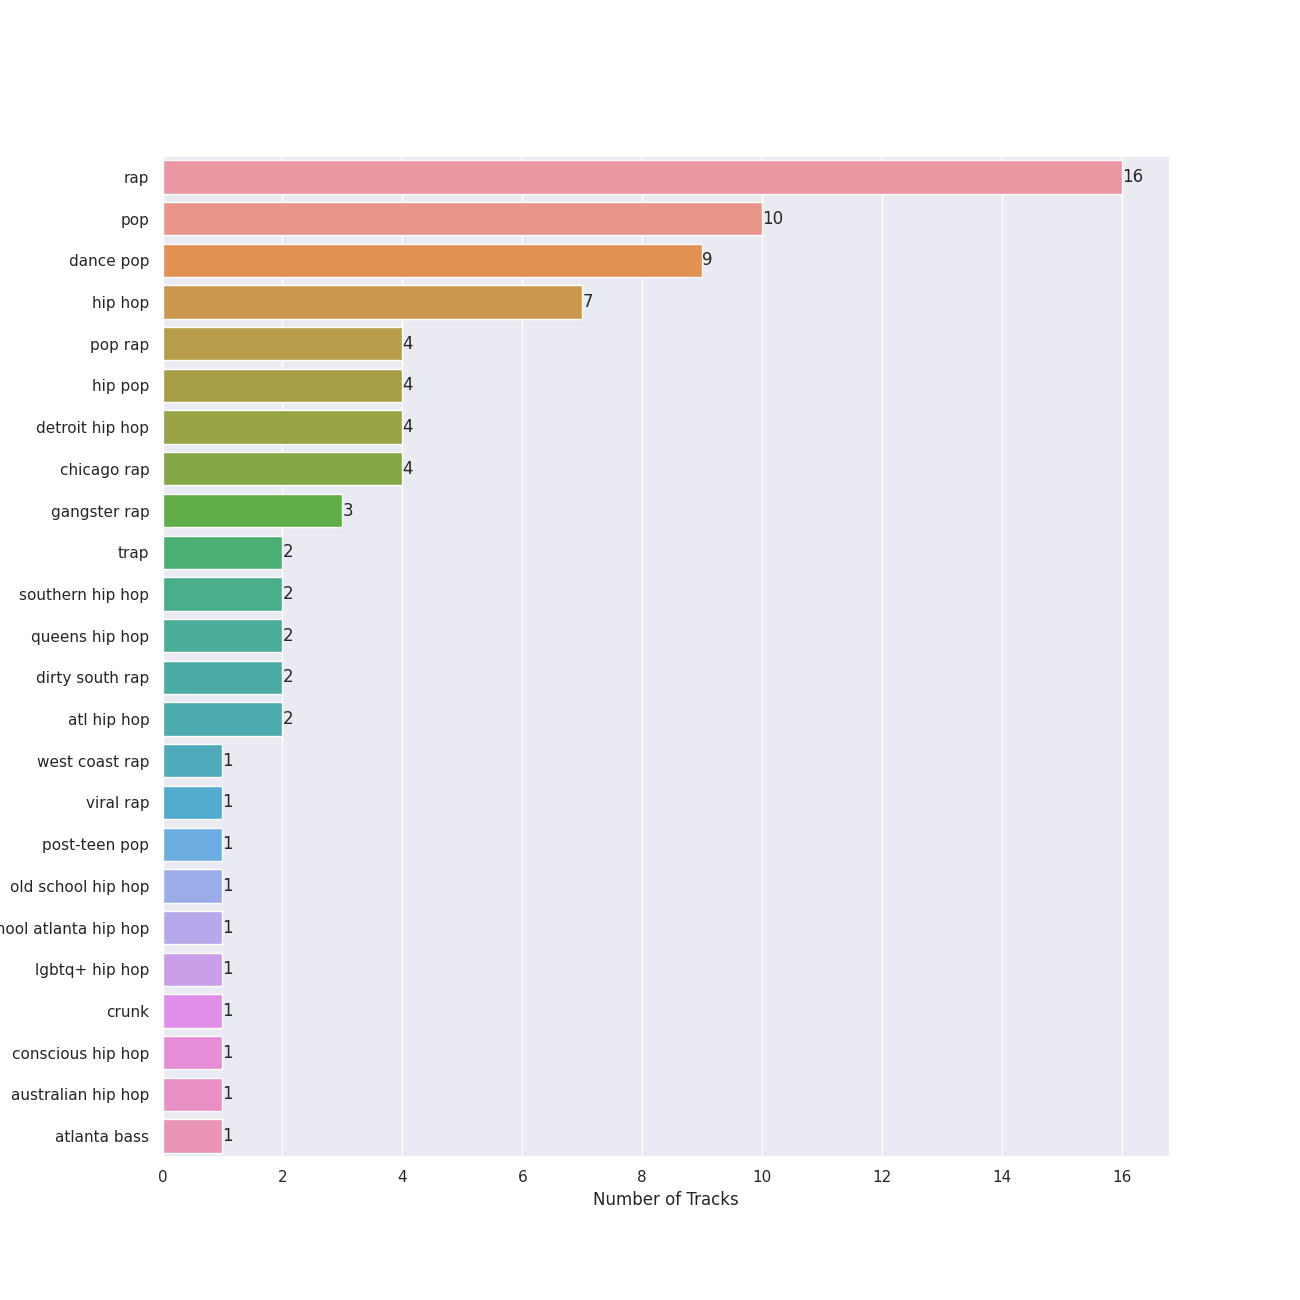 rap 16
pop 10
dance pop 9
hip hop 7
pop rap 4
hip pop 4
detroit hip hop 4
chicago rap 4
gangster rap 3
trap 2
southern hip hop 2
queens hip hop 2
dirty south rap 2
atl hip hop 2
west coast rap 1
viral rap 1
post-teen pop 1
old school hip hop 1
atlanta hip hop 1
lgbtq+ hip hop 1
crunk 1
conscious hip hop 1
australian hip hop 1
atlanta bass 1
0 2 4 6 8 10 12 14 16
Number of Tracks